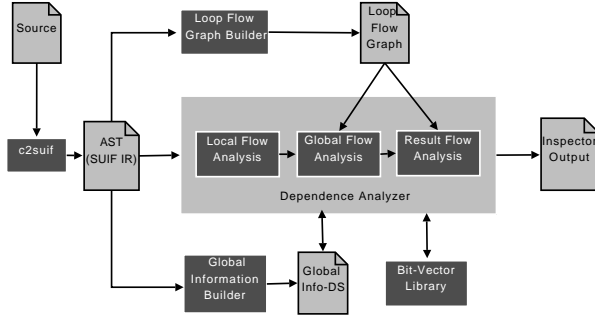 Source
Loop Flow
Graph Builder
Loop
Flow
Graph
c2suif
AST
(SUIF IR)
Local Flow
Analysis
Global Flow
Analysis
Result Flow
Analysis
Dependence Analyzer
Inspector
Output
Global
Information
Builder
Global
Info-DS
Bit-Vector
Library